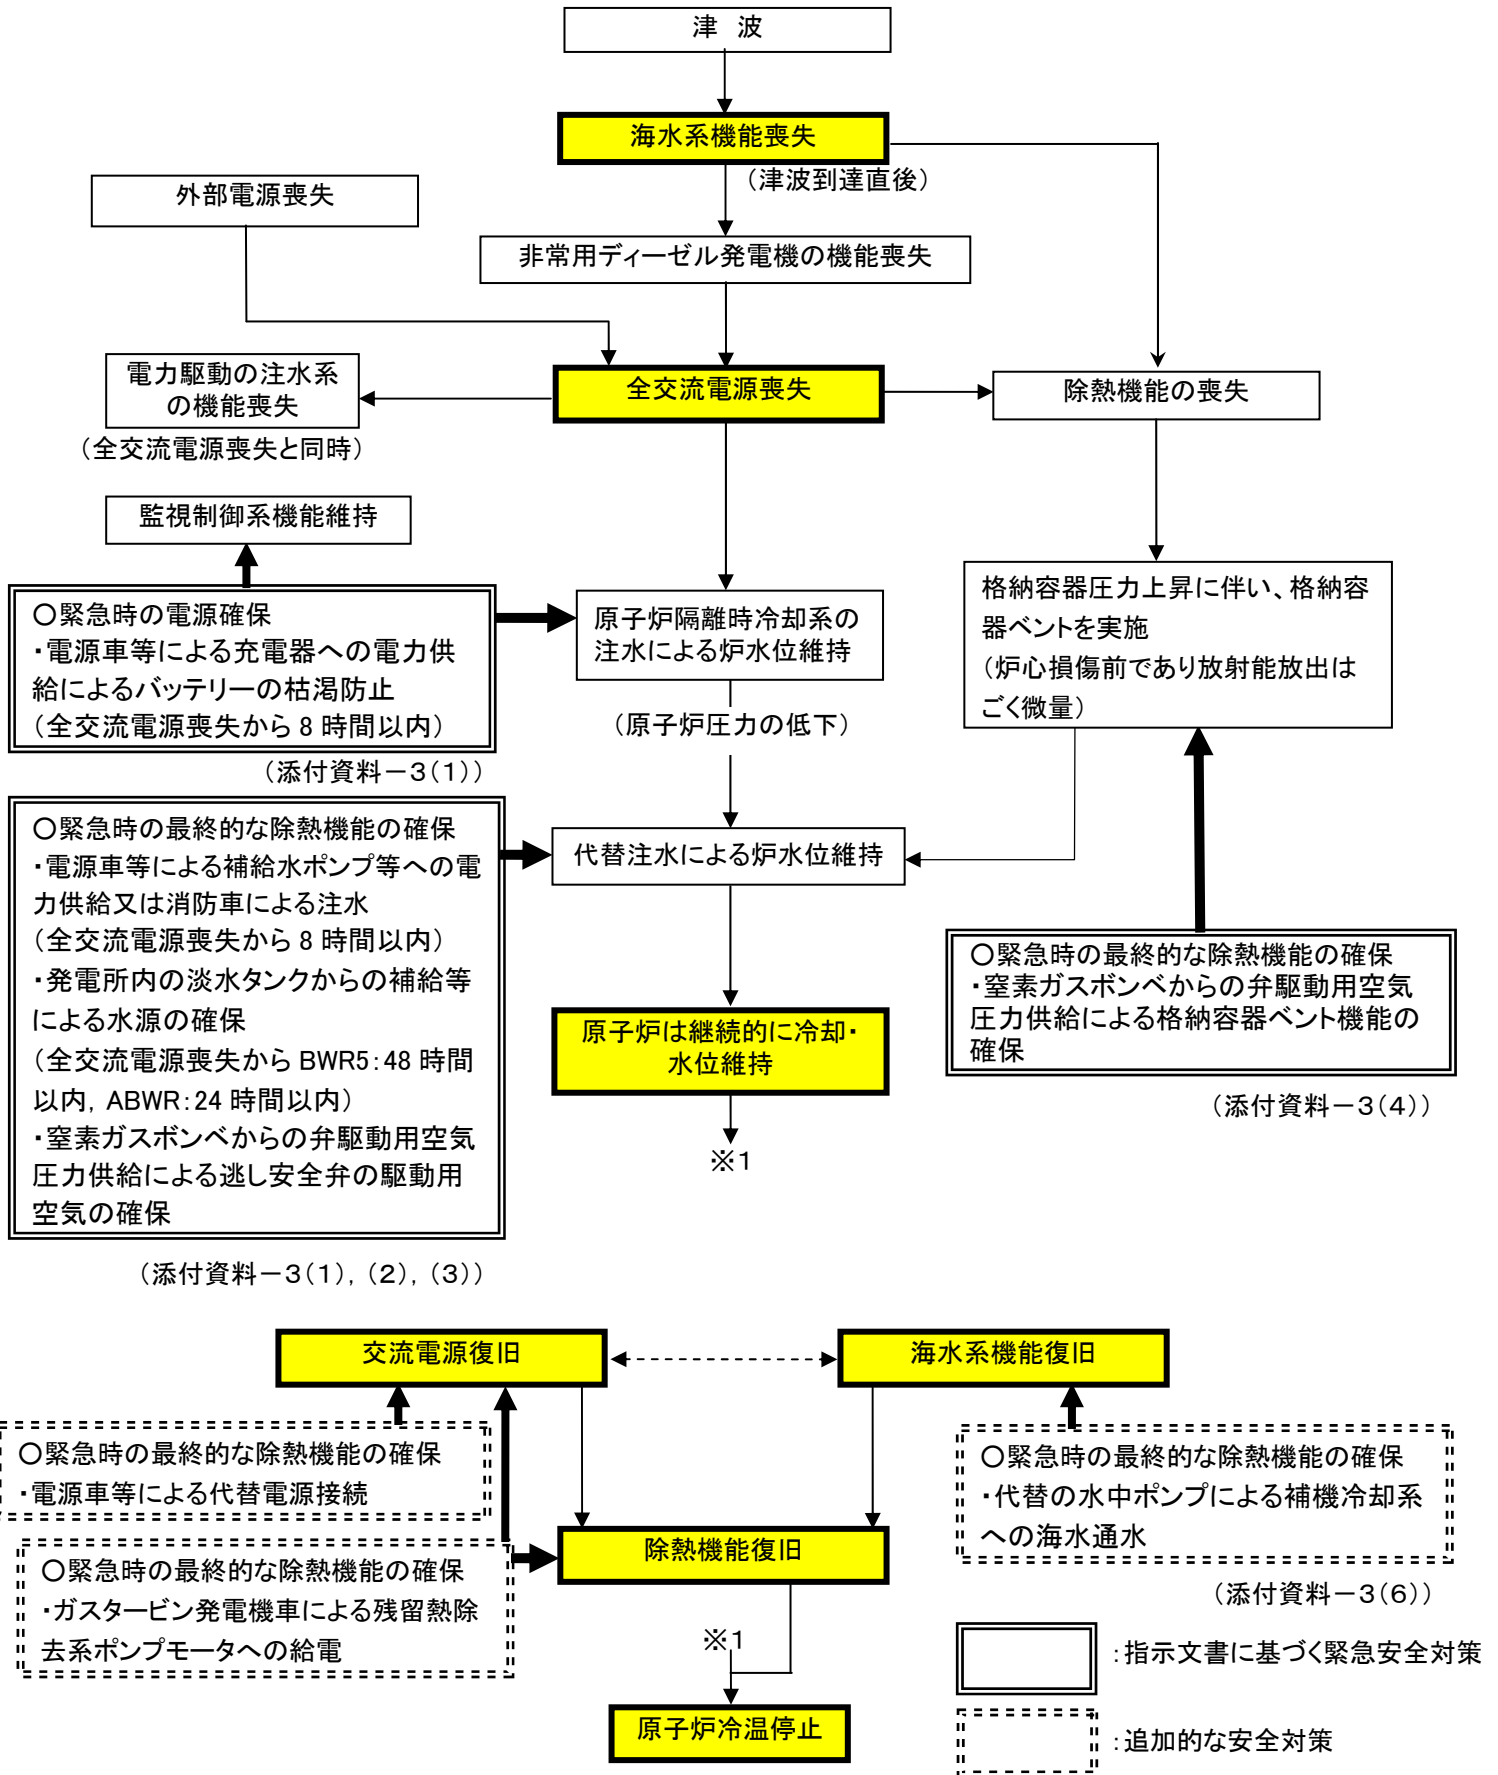 津 波
海水系機能喪失
（津波到達直後）
外部電源喪失
非常用ディーゼル発電機の機能喪失
電力駆動の注水系
の機能喪失
（全交流電源喪失と同時）
全交流電源喪失
除熱機能の喪失
監視制御系機能維持
○緊急時の電源確保
・電源車等による充電器への電力供
給によるバッテリーの枯渇防止
（全交流電源喪失から 8 時間以内）
（添付資料－３(１)）
原子炉隔離時冷却系の
注水による炉水位維持
（原子炉圧力の低下）
格納容器圧力上昇に伴い、格納容
器ベントを実施
（炉心損傷前であり放射能放出は
ごく微量）
○緊急時の最終的な除熱機能の確保
・電源車等による補給水ポンプ等への電
力供給又は消防車による注水
（全交流電源喪失から 8 時間以内）
・発電所内の淡水タンクからの補給等
による水源の確保
（全交流電源喪失から BWR5：48 時間
以内，ABWR：24 時間以内）
・窒素ガスボンベからの弁駆動用空気
圧力供給による逃し安全弁の駆動用
空気の確保
（添付資料－３(１)，(２)，(３)）
代替注水による炉水位維持
原子炉は継続的に冷却・
水位維持
※１
○緊急時の最終的な除熱機能の確保
・窒素ガスボンベからの弁駆動用空気
圧力供給による格納容器ベント機能の
確保
（添付資料－３(４)）
交流電源復旧
海水系機能復旧
○緊急時の最終的な除熱機能の確保
・電源車等による代替電源接続
○緊急時の最終的な除熱機能の確保
・ガスタービン発電機車による残留熱除
去系ポンプモータへの給電
除熱機能復旧
○緊急時の最終的な除熱機能の確保
・代替の水中ポンプによる補機冷却系
への海水通水
（添付資料－３(６)）
※１
原子炉冷温停止
：指示文書に基づく緊急安全対策
：追加的な安全対策